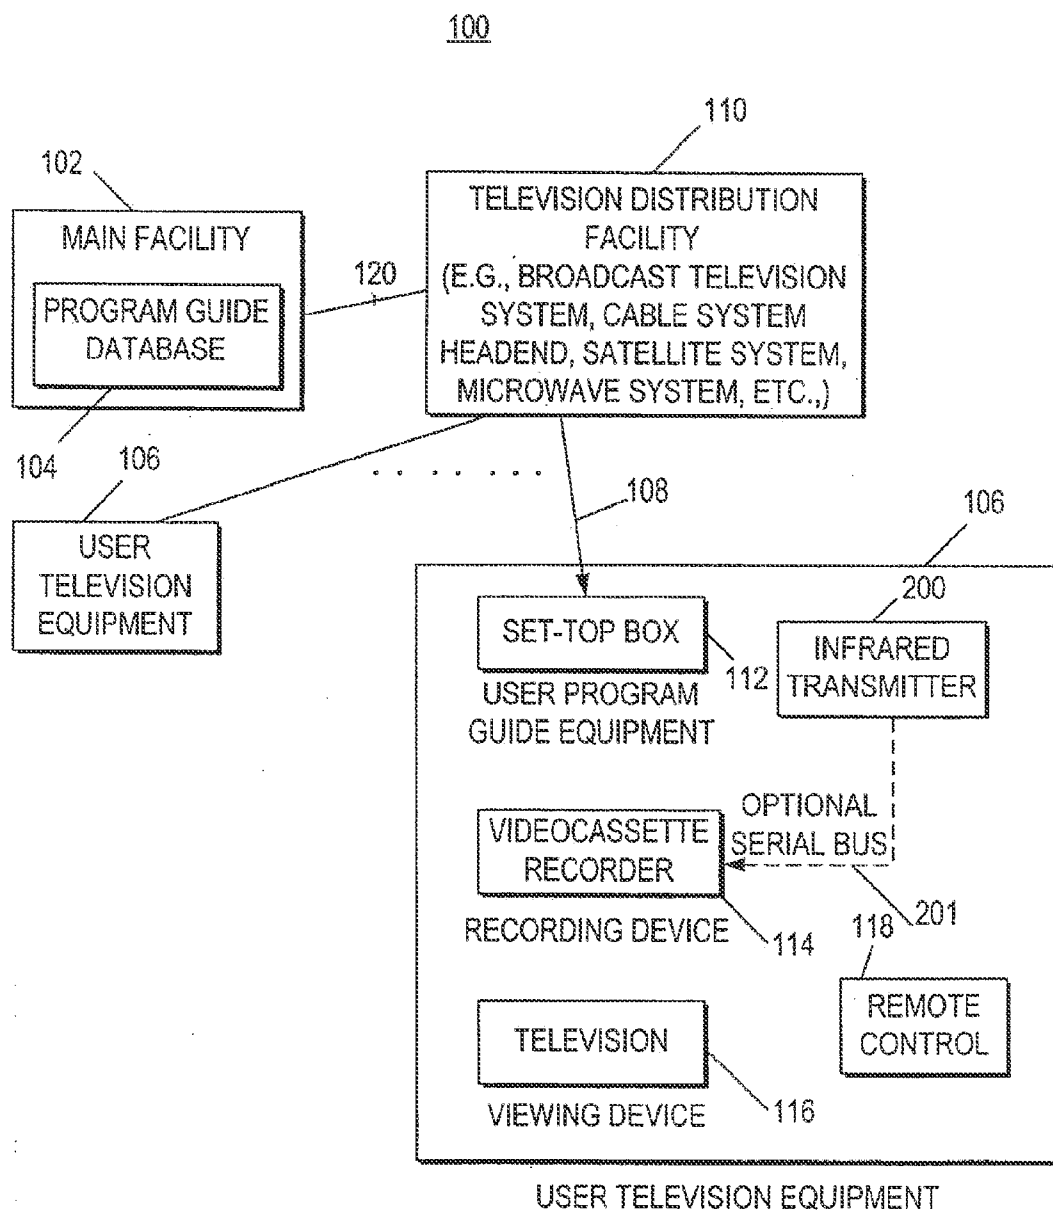 100
110
102
MAIN FACILITY
PROGRAM GUIDE
DATABASE
104
120
TELEVISION DISTRIBUTION
FACILITY
(E.G., BROADCAST TELEVISION
SYSTEM, CABLE SYSTEM
HEADEND, SATELLITE SYSTEM,
MICROWAVE SYSTEM, ETC.,)
106
USER
TELEVISION
EQUIPMENT
108
106
SET-TOP BOX
112
USER PROGRAM
GUIDE EQUIPMENT
200
INFRARED
TRANSMITTER
OPTIONAL
SERIAL BUS
201
VIDEOCASSETTE
RECORDER
RECORDING DEVICE
114
118
REMOTE
CONTROL
TELEVISION
116
VIEWING DEVICE
USER TELEVISION EQUIPMENT